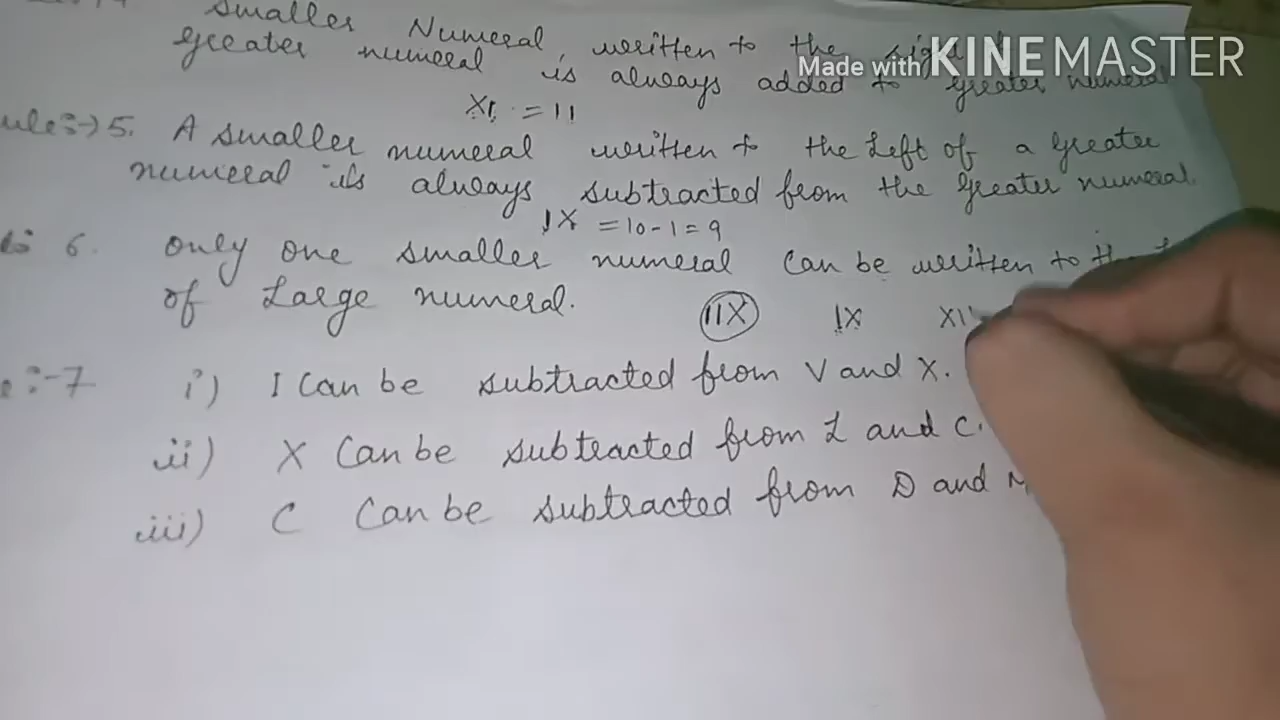 smaller Numeral, written to the
greater numeral is always added to greater numeral
XI = 11
5. A smaller numeral written to the Left of a greater
numeral is always subtracted from the greater numeral
IX = 10-1=9
6. Only one smaller numeral can be written to
of Large numeral.
IIX IX
:-7 i) I can be subtracted from V and X.
ii) X can be subtracted from L and C.
iii) C can be subtracted from D and M
Made with KINEMASTER